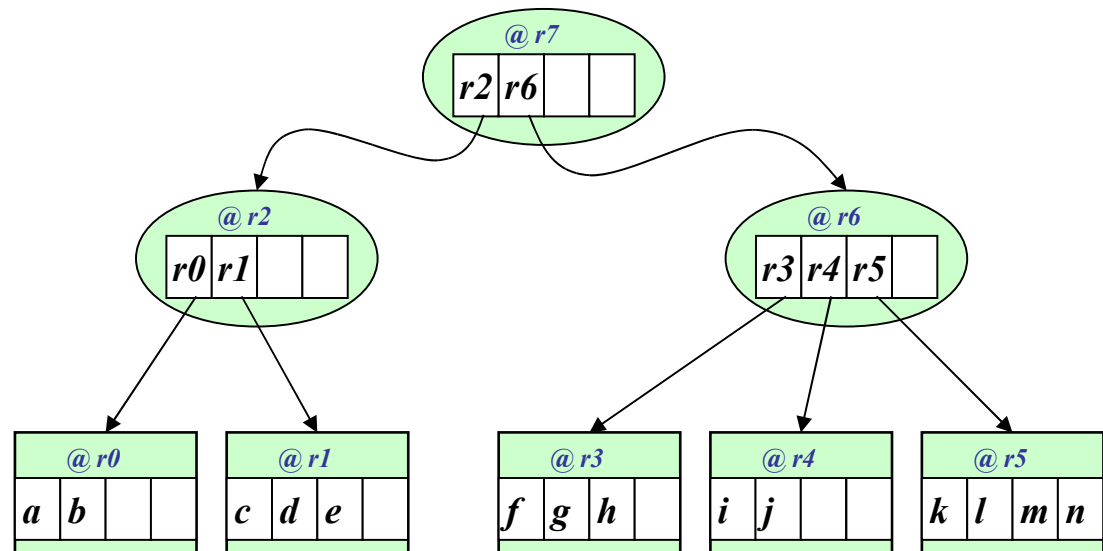 @ r7
r2 r6
@ r2
@ r6
r0 r1
r3 r4 r5
@ r0
@ r1
@ r3
@ r4
@ r5
a b
c d e
f g h
i j
k l m n